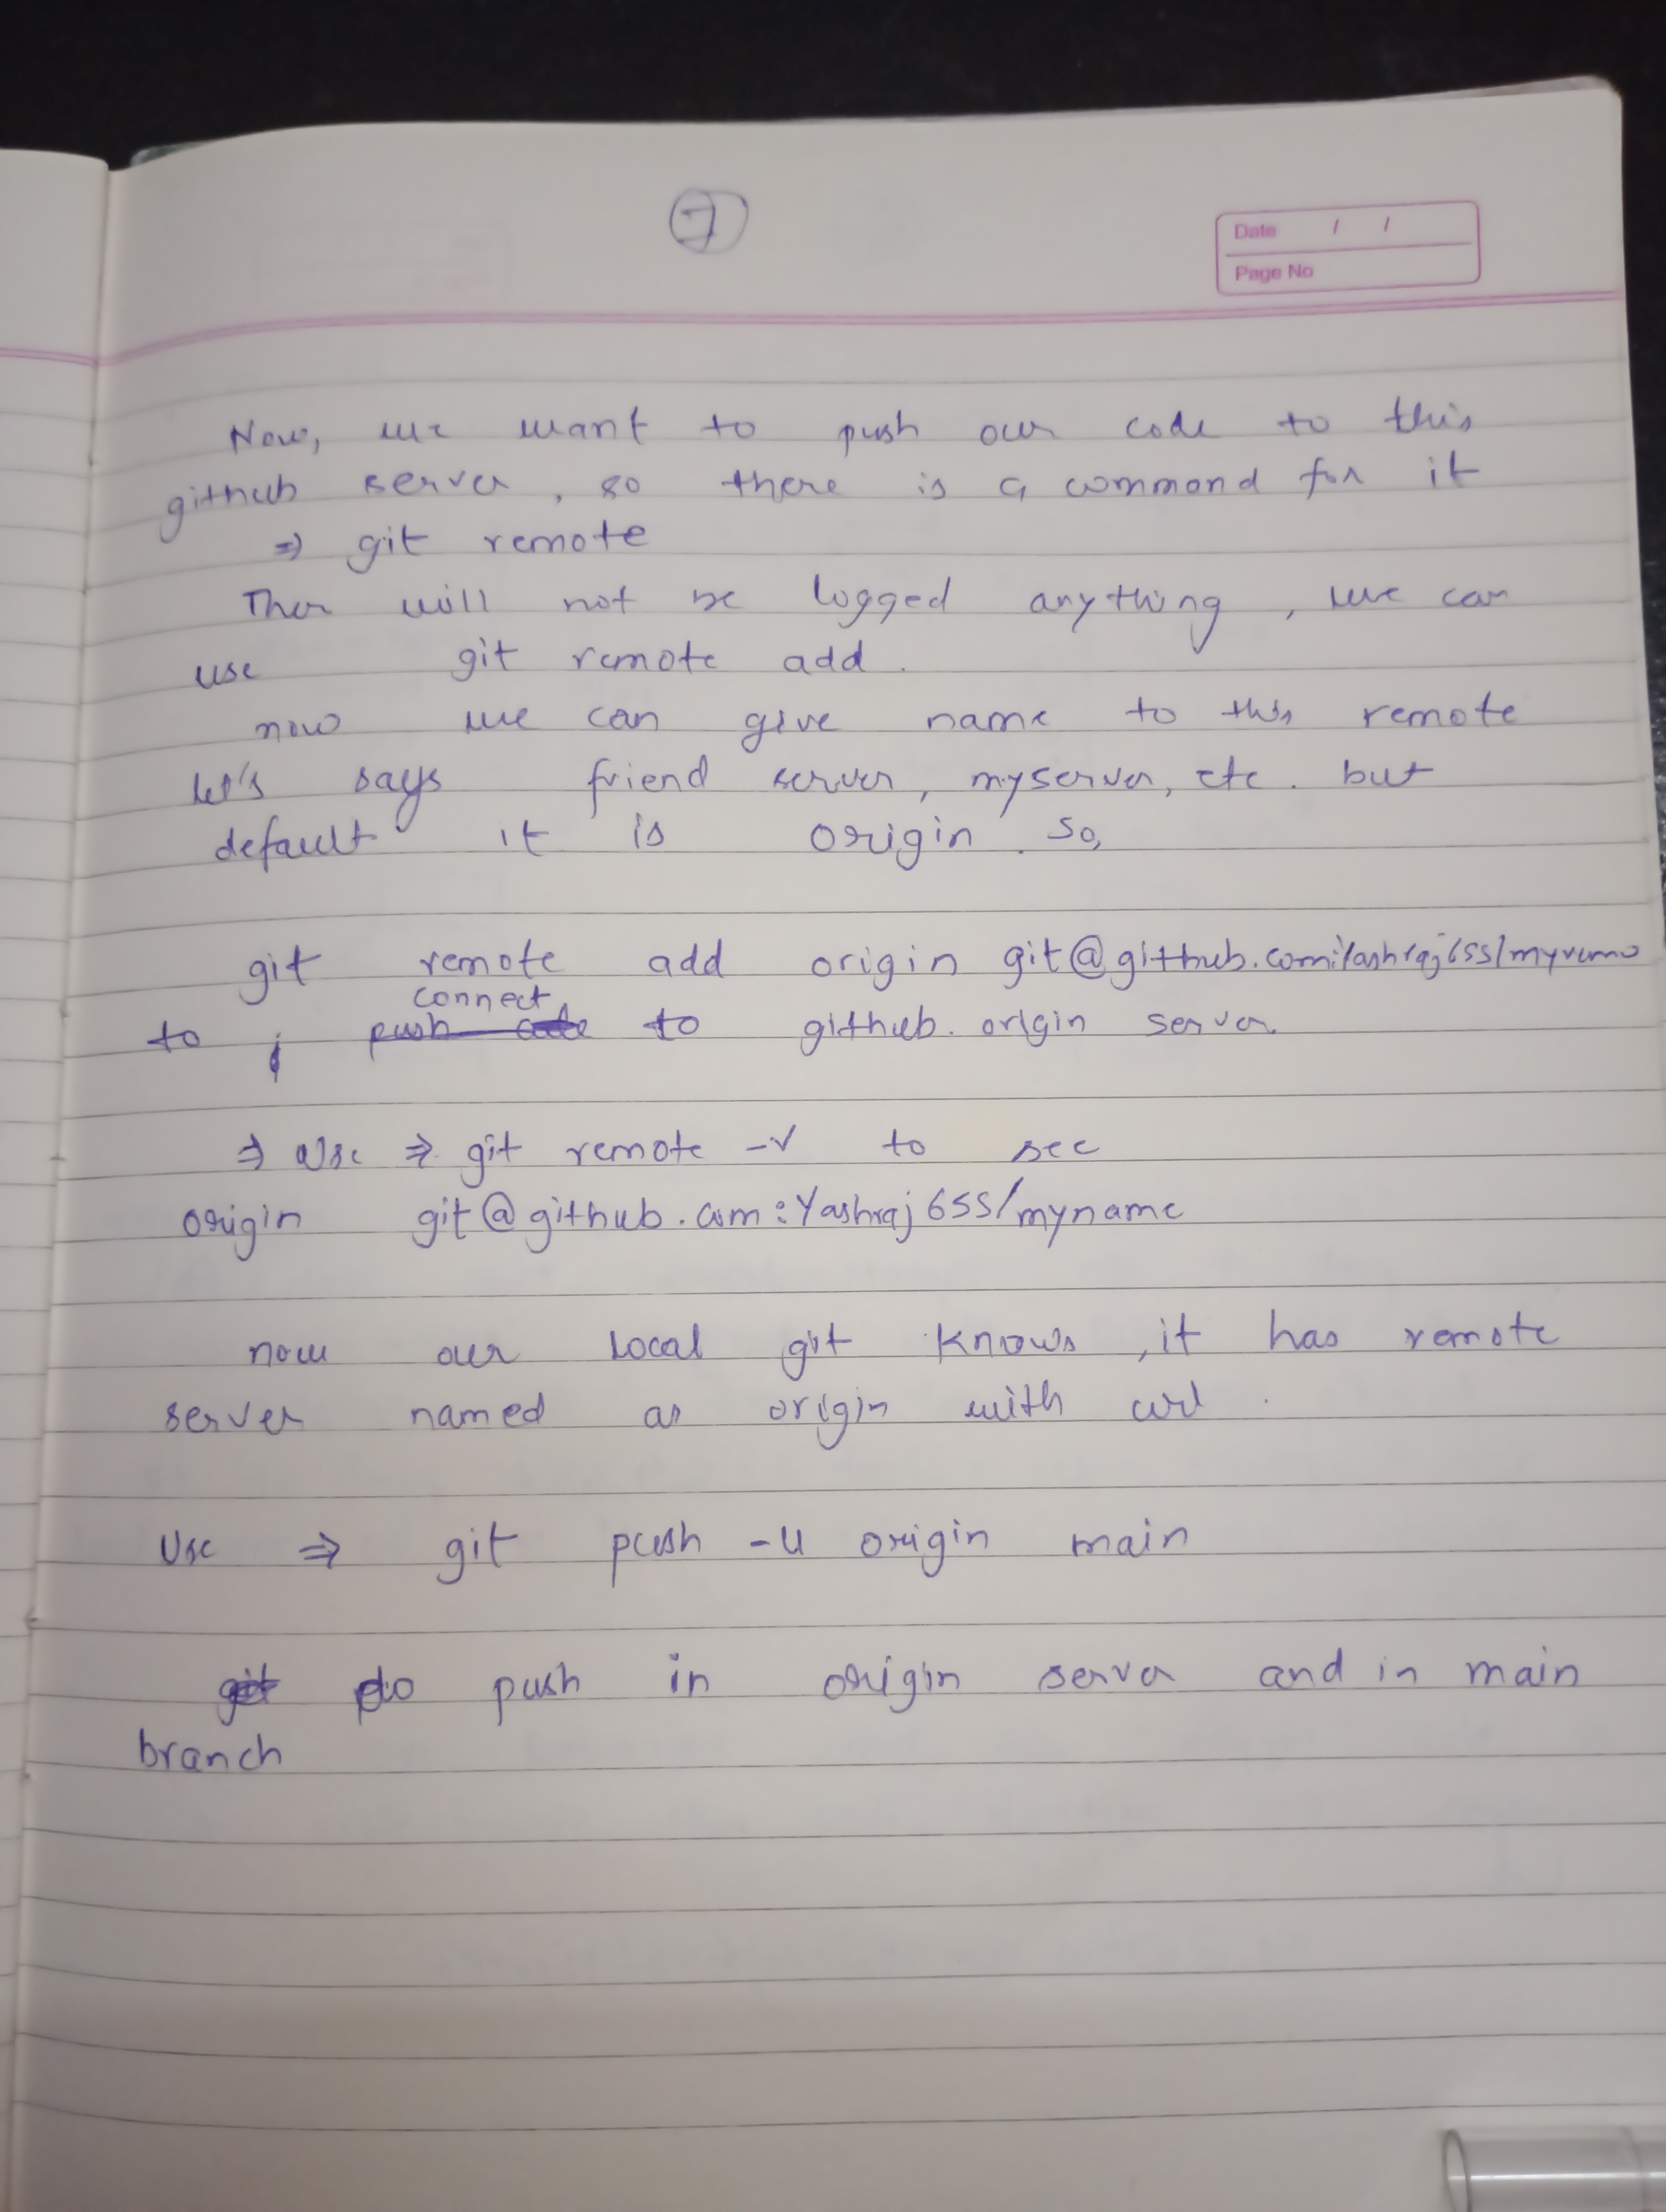 7
Date / /
Page No
Now, we want to push our code to this
github server, so there is a command for it
⇒ git remote
Ther will not be logged anything, we can
use git remote add.
now we can give name to this remote
let's says friend server, myserver, etc. but
default it is origin. So,
git remote add origin git@github.com:Yashraj655/
connect
to push code to github origin server.
⇒ Use ⇒ git remote -v to see
origin git@github.com:Yashraj655/myname
now our local git knows, it has remote
server named as origin with url.
Use ⇒ git push -u origin main
git do push in origin server and in main
branch